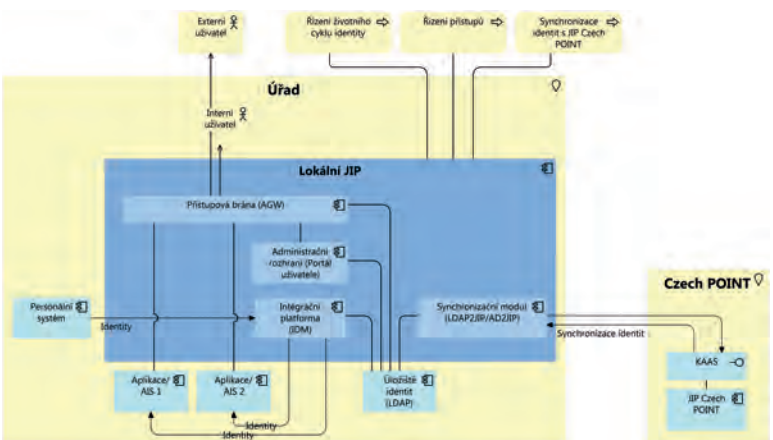 Externí
uživatel
Řízení životního
cyklu identity
Řízení přístupů
Synchronizace
identit s JIP Czech
POINT
Úřad
Interní
uživatel
Lokální JIP
Přístupová brána (AGW)
Administrační
rozhraní (Portál
uživatele)
Czech POINT
Personální
systém
Identity
Integrační
platforma
(IDM)
Synchronizační modul
(LDAP2JIP/AD2JIP)
Synchronizace identit
KAAS
Aplikace/
AIS 1
Aplikace/
AIS 2
Úložiště
identit
(LDAP)
JIP Czech
POINT
Identity
Identity